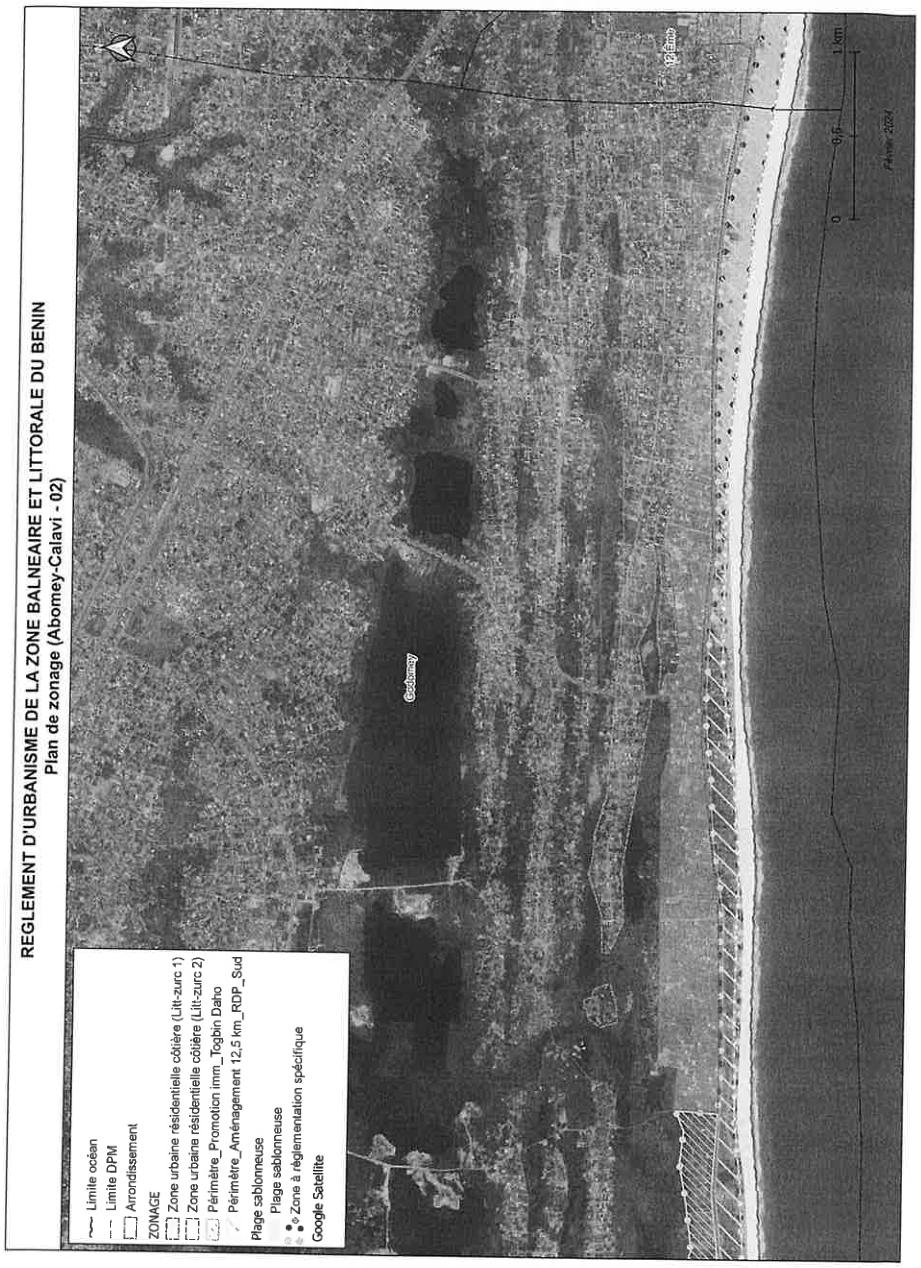 REGLEMENT D'URBANISME DE LA ZONE BALNEAIRE ET LITTORALE DU BENIN
Plan de zonage (Abomey-Calavi - 02)
Limite océan
Limite DPM
Arrondissement
ZONAGE
Zone urbaine résidentielle côtière (Litt-zurc 1)
Zone urbaine résidentielle côtière (Litt-zurc 2)
Périmètre_Promotion imm_Togbin Daho
Périmètre_Aménagement 12,5 km_RDP_Sud
Plage sablonneuse
Plage sablonneuse
Zone à règlementation spécifique
Google Satellite
Godomey
12 Em
0 0,5 1 km
Février 2024